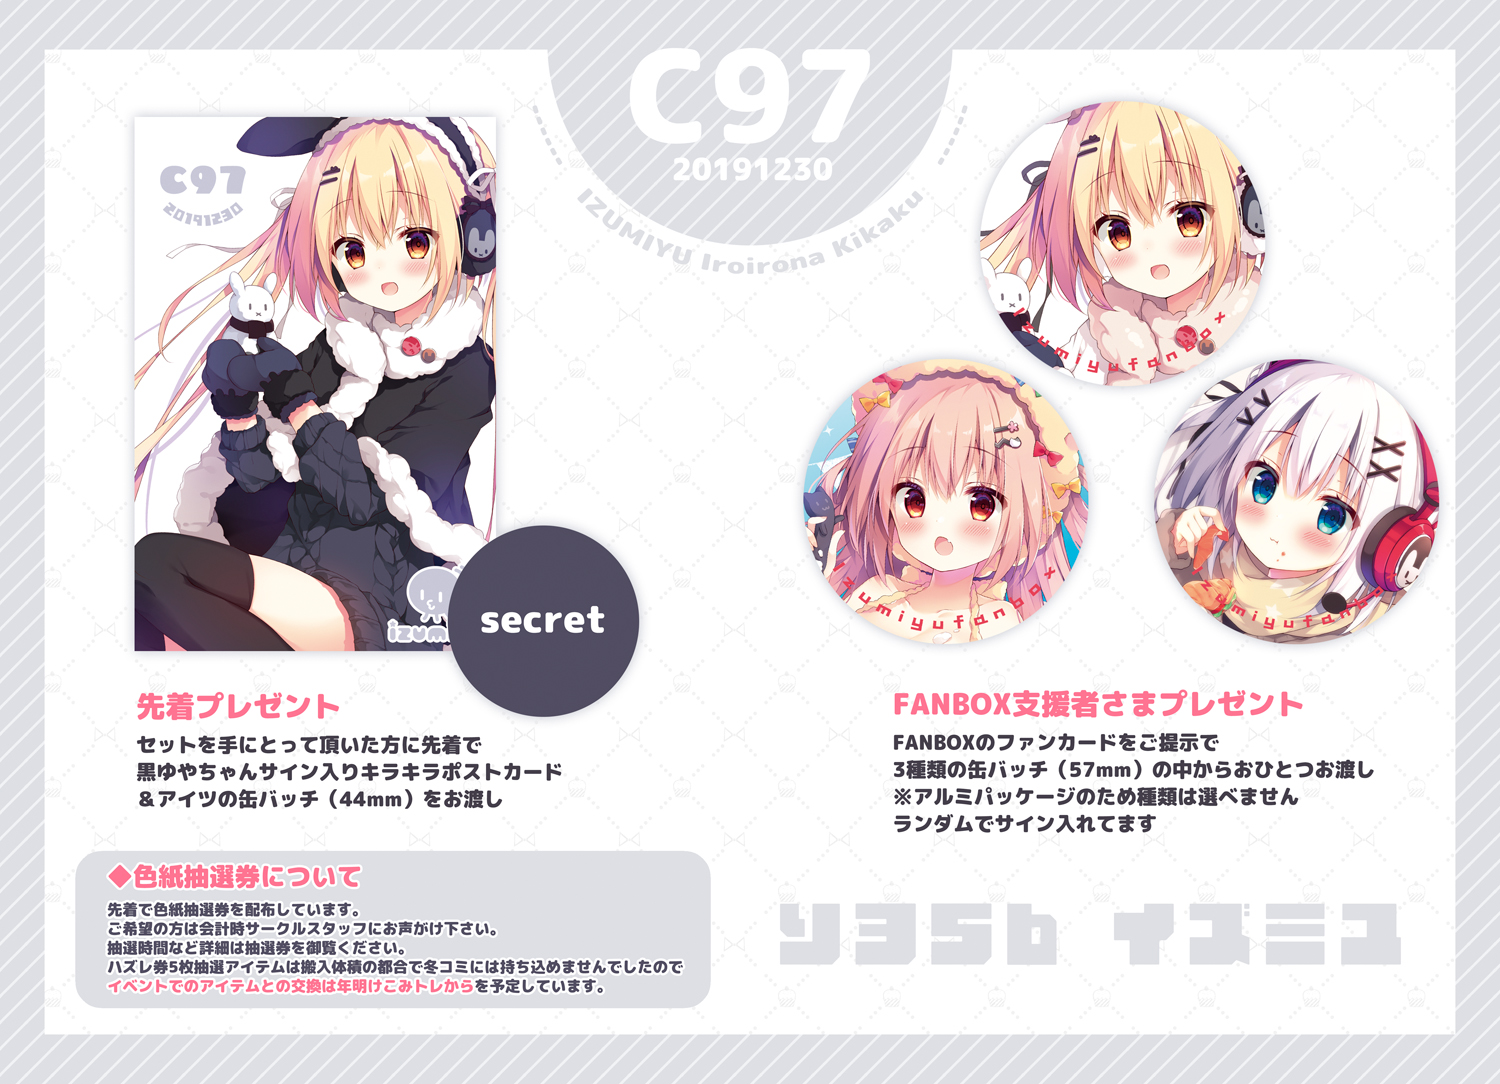 C97
20191230
IZUMIYU Iroirona Kikaku
C97
20191230
izumi
secret
Izumiyufanbox
Izumiyufanbox
Izumiyufanbox
先着プレゼント
セットを手にとって頂いた方に先着で
黒ゆやちゃんサイン入りキラキラポストカード
＆アイツの缶バッチ（44mm）をお渡し
FANBOX支援者さまプレゼント
FANBOXのファンカードをご提示で
3種類の缶バッチ（57mm）の中からおひとつお渡し
※アルミパッケージのため種類は選べません
ランダムでサイン入れてます
◆色紙抽選券について
先着で色紙抽選券を配布しています。
ご希望の方は会計時サークルスタッフにお声がけ下さい。
抽選時間など詳細は抽選券を御覧ください。
ハズレ券5枚抽選アイテムは搬入体積の都合で冬コミには持ち込めませんでしたので
イベントでのアイテムとの交換は年明けこみトレからを予定しています。
リ35b イズミユ